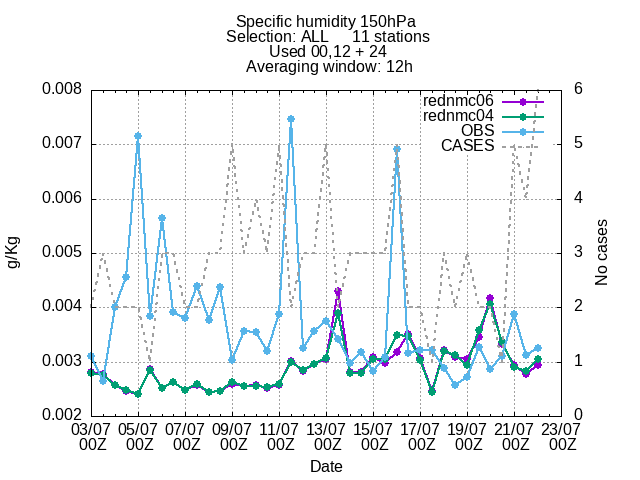 Specific humidity 150hPa
Selection: ALL 11 stations
Used 00,12 + 24
Averaging window: 12h
rednmc06
rednmc04
OBS
CASES
0.008
0.007
0.006
0.005
0.004
0.003
0.002
g/Kg
6
5
4
3
2
1
0
No cases
03/07 05/07 07/07 09/07 11/07 13/07 15/07 17/07 19/07 21/07 23/07
00Z 00Z 00Z 00Z 00Z 00Z 00Z 00Z 00Z 00Z 00Z
Date